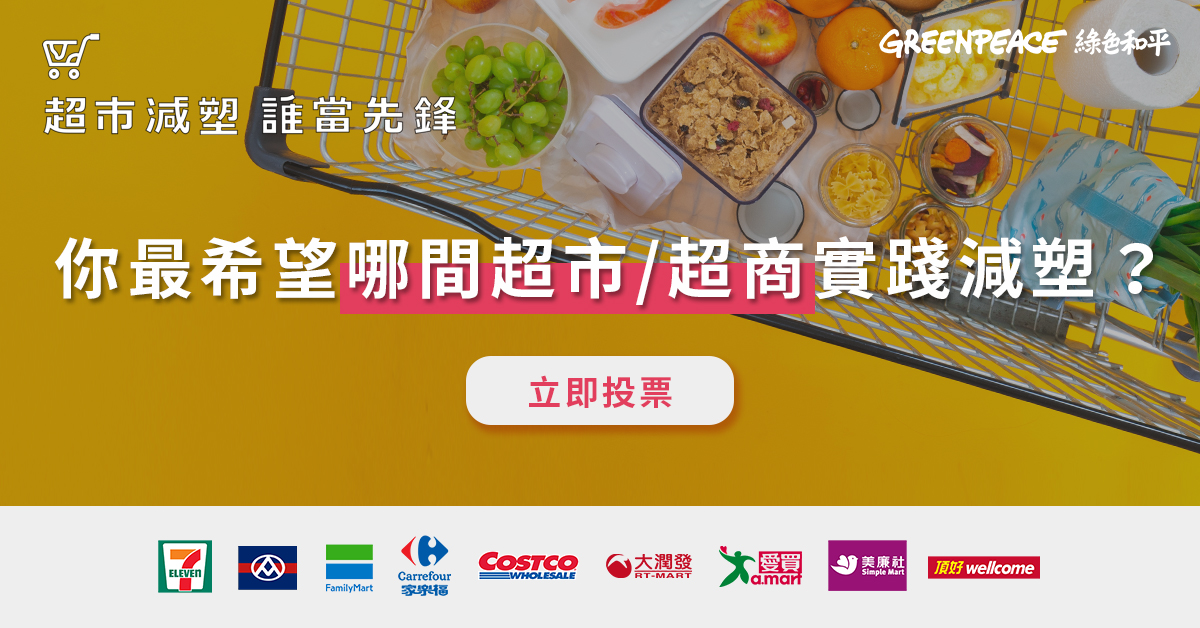 GREENPEACE 綠色和平
超市減塑 誰當先鋒
你最希望哪間超市/超商實踐減塑？
立即投票
7
ELEVEN
FamilyMart
Carrefour
家樂福
COSTCO
WHOLESALE
大潤發
RT-MART
愛買
a.mart
美廉社
Simple Mart
頂好 wellcome